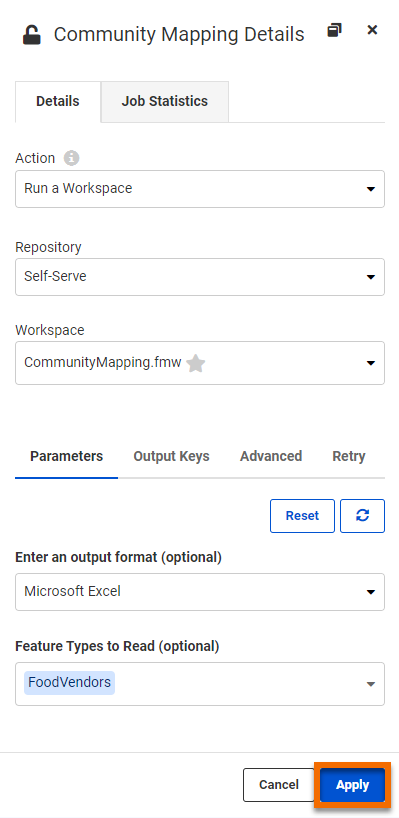 Community Mapping Details
Details Job Statistics
Action
Run a Workspace
Repository
Self-Serve
Workspace
CommunityMapping.fmw
Parameters Output Keys Advanced Retry
Reset
Enter an output format (optional)
Microsoft Excel
Feature Types to Read (optional)
FoodVendors
Cancel Apply